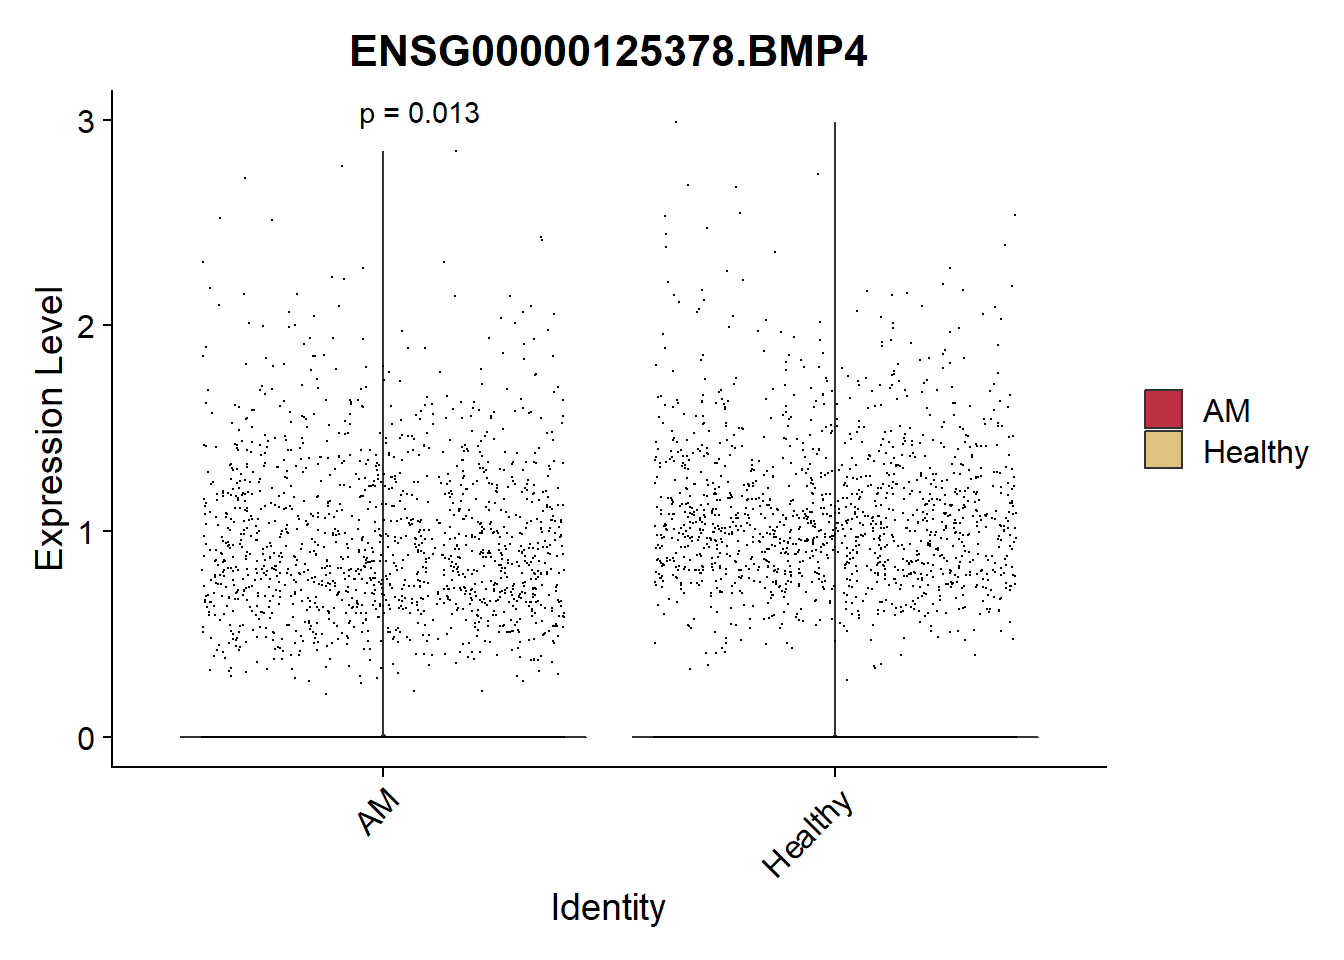 ENSG00000125378.BMP4
p = 0.013
3
2
1
0
Expression Level
AM
Healthy
Identity
AM
Healthy